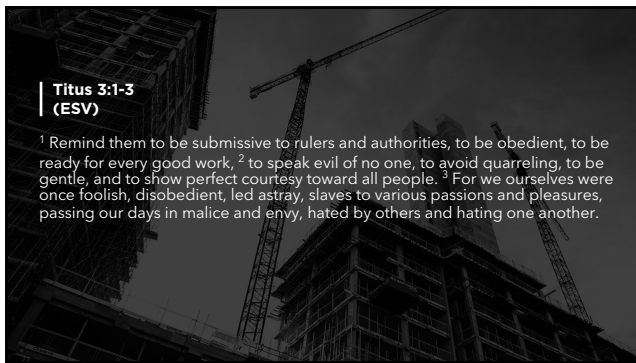 Titus 3:1-3
(ESV)
¹ Remind them to be submissive to rulers and authorities, to be obedient, to be
ready for every good work, ² to speak evil of no one, to avoid quarreling, to be
gentle, and to show perfect courtesy toward all people. ³ For we ourselves were
once foolish, disobedient, led astray, slaves to various passions and pleasures,
passing our days in malice and envy, hated by others and hating one another.